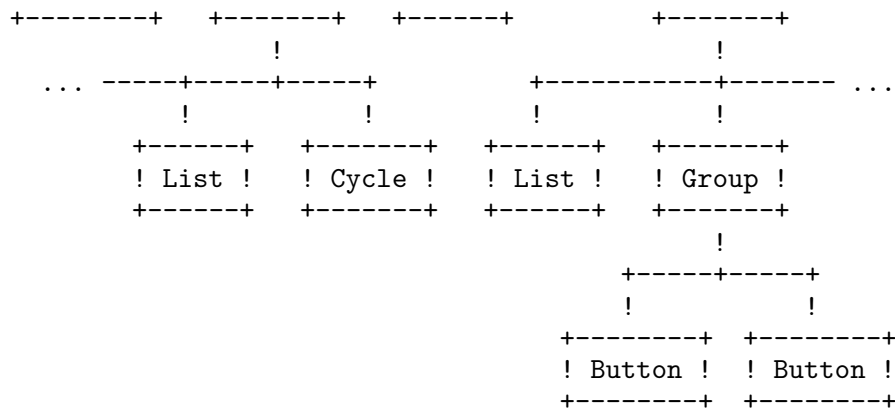 +--------+ +-------+ +------+ +-------+
! !
... -----+-----+-----+ +-----------+------- ...
! ! ! !
+------+ +-------+ +------+ +-------+
! List ! ! Cycle ! ! List ! ! Group !
+------+ +-------+ +------+ +-------+
!
+-----+-----+
! !
+--------+ +--------+
! Button ! ! Button !
+--------+ +--------+